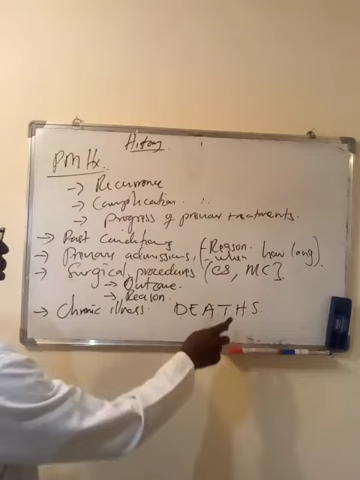 History
PMHx
→ Recurrence
→ Complication
→ Progress of primary treatments.
→ Past Conditions
→ Previous admissions, (- Reason. - when how long).
→ Surgical procedures (CS, MC]
→ Outcome
→ Reason.
→ Chronic illness. DEATHS.